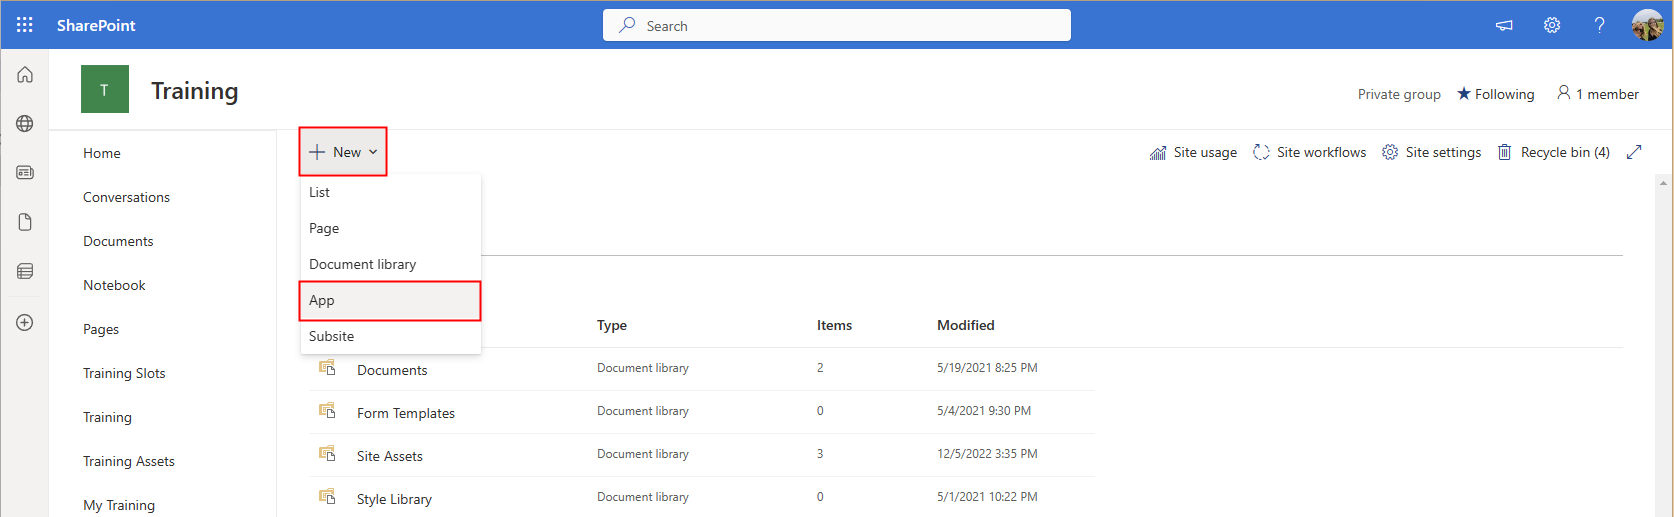 SharePoint
Search
T
Training
Private group
Following
1 member
Home
Conversations
Documents
Notebook
Pages
Training Slots
Training
Training Assets
My Training
New
Site usage
Site workflows
Site settings
Recycle bin (4)
List
Page
Document library
App
Subsite
Type Items Modified
Documents Document library 2 5/19/2021 8:25 PM
Form Templates Document library 0 5/4/2021 9:30 PM
Site Assets Document library 3 12/5/2022 3:35 PM
Style Library Document library 0 5/1/2021 10:22 PM